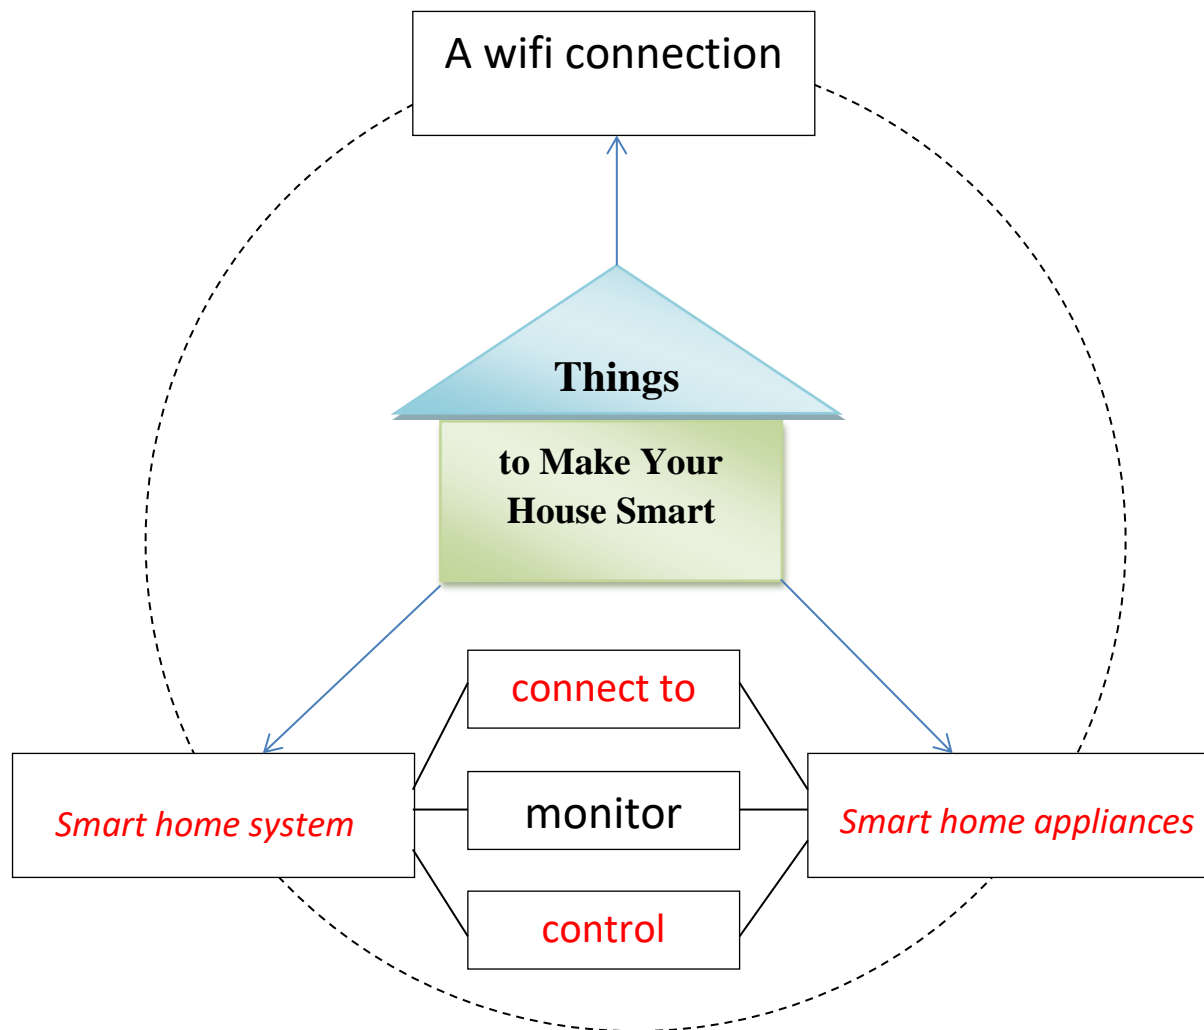 A wifi connection
Things
to Make Your
House Smart
connect to
Smart home system
monitor
Smart home appliances
control